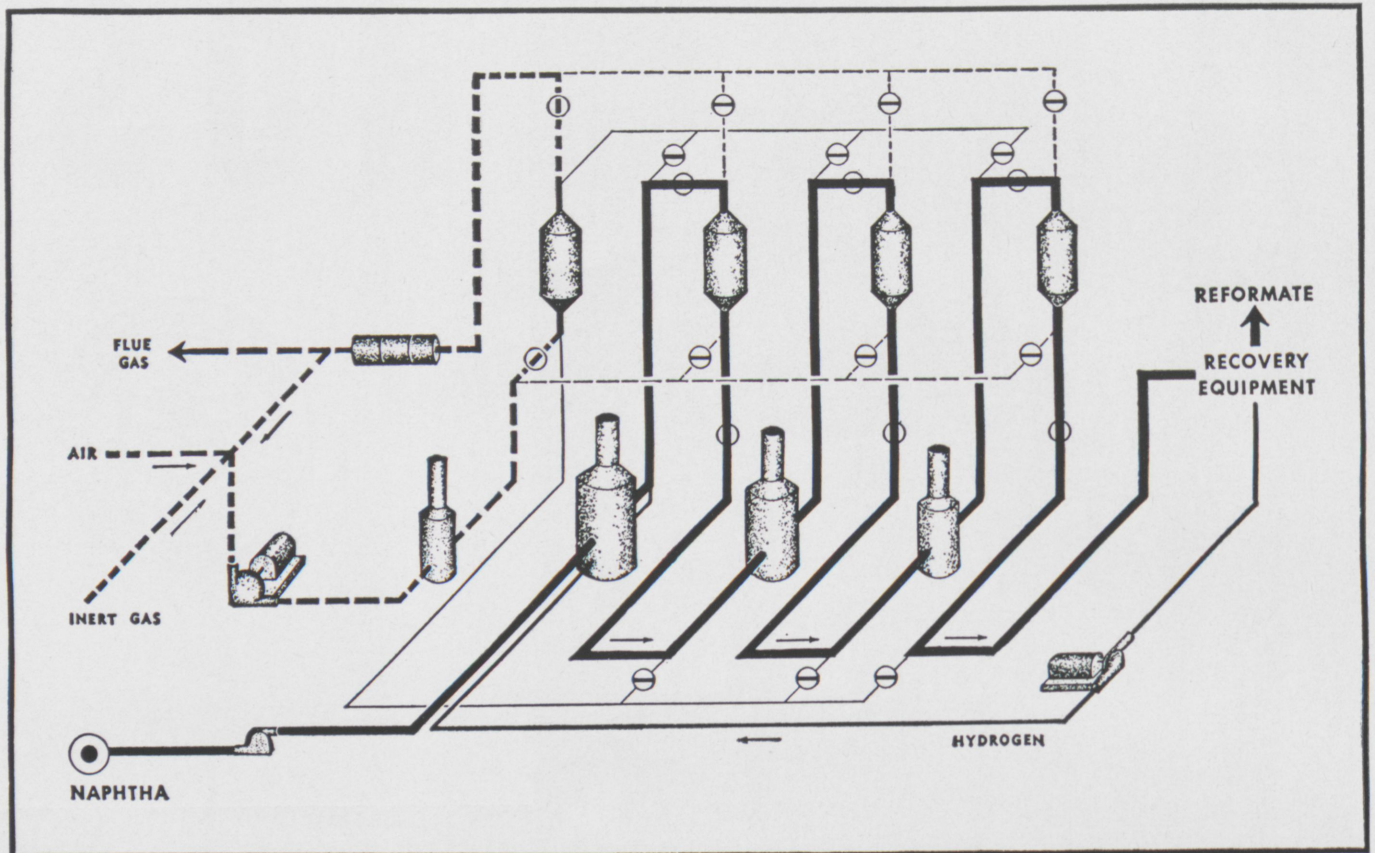 REFORMATE
FLUE
GAS
RECOVERY
EQUIPMENT
AIR
INERT GAS
HYDROGEN
NAPHTHA